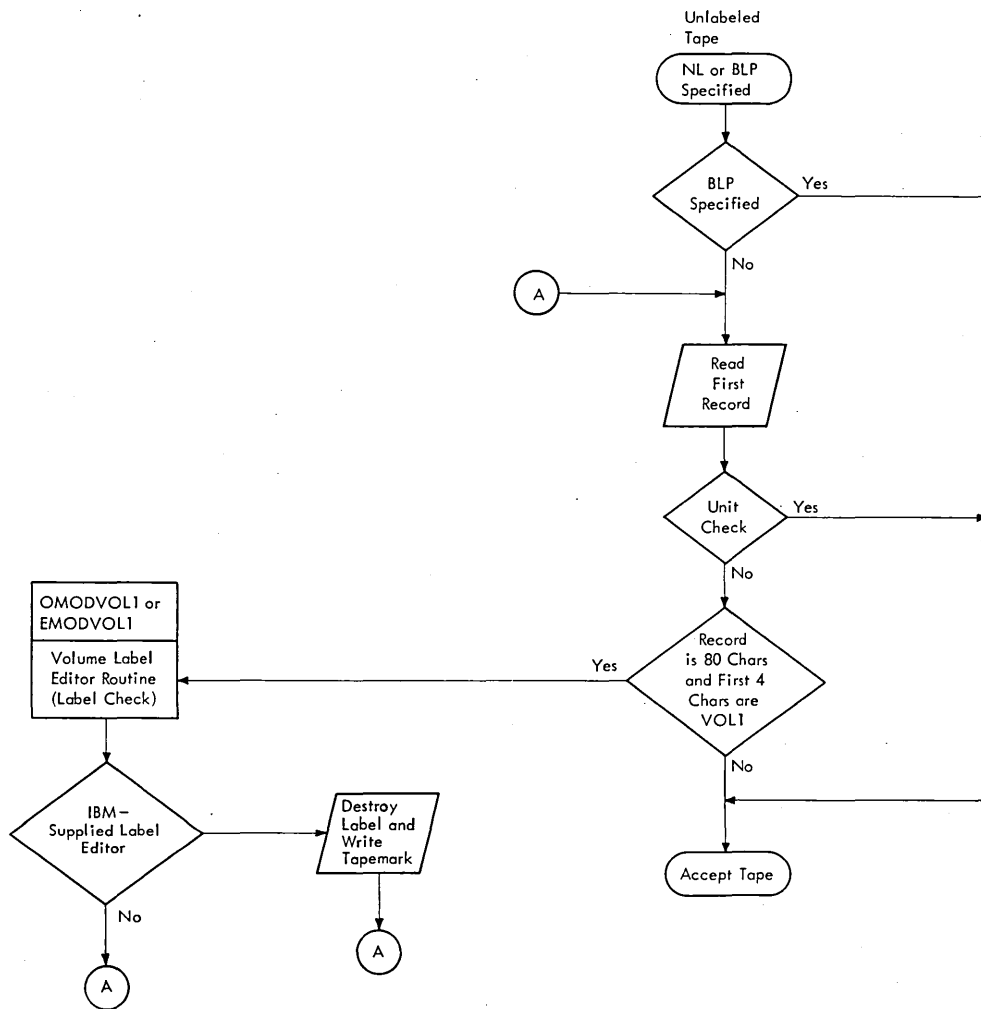 Unlabeled
Tape
NL or BLP
Specified
BLP
Specified
Yes
No
A
Read
First
Record
Unit
Check
Yes
No
OMODVOL1 or
EMODVOL1
Volume Label
Editor Routine
(Label Check)
Yes
Record
is 80 Chars
and First 4
Chars are
VOL1
No
IBM—
Supplied Label
Editor
Destroy
Label and
Write
Tapemark
Accept Tape
No
A
A